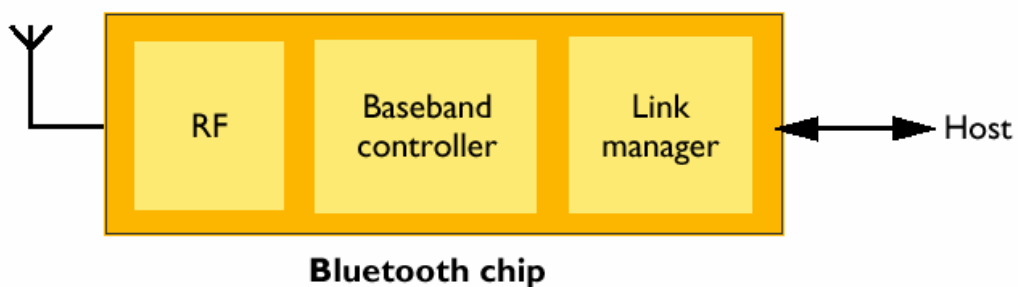 RF
Baseband
controller
Link
manager
Host
Bluetooth chip